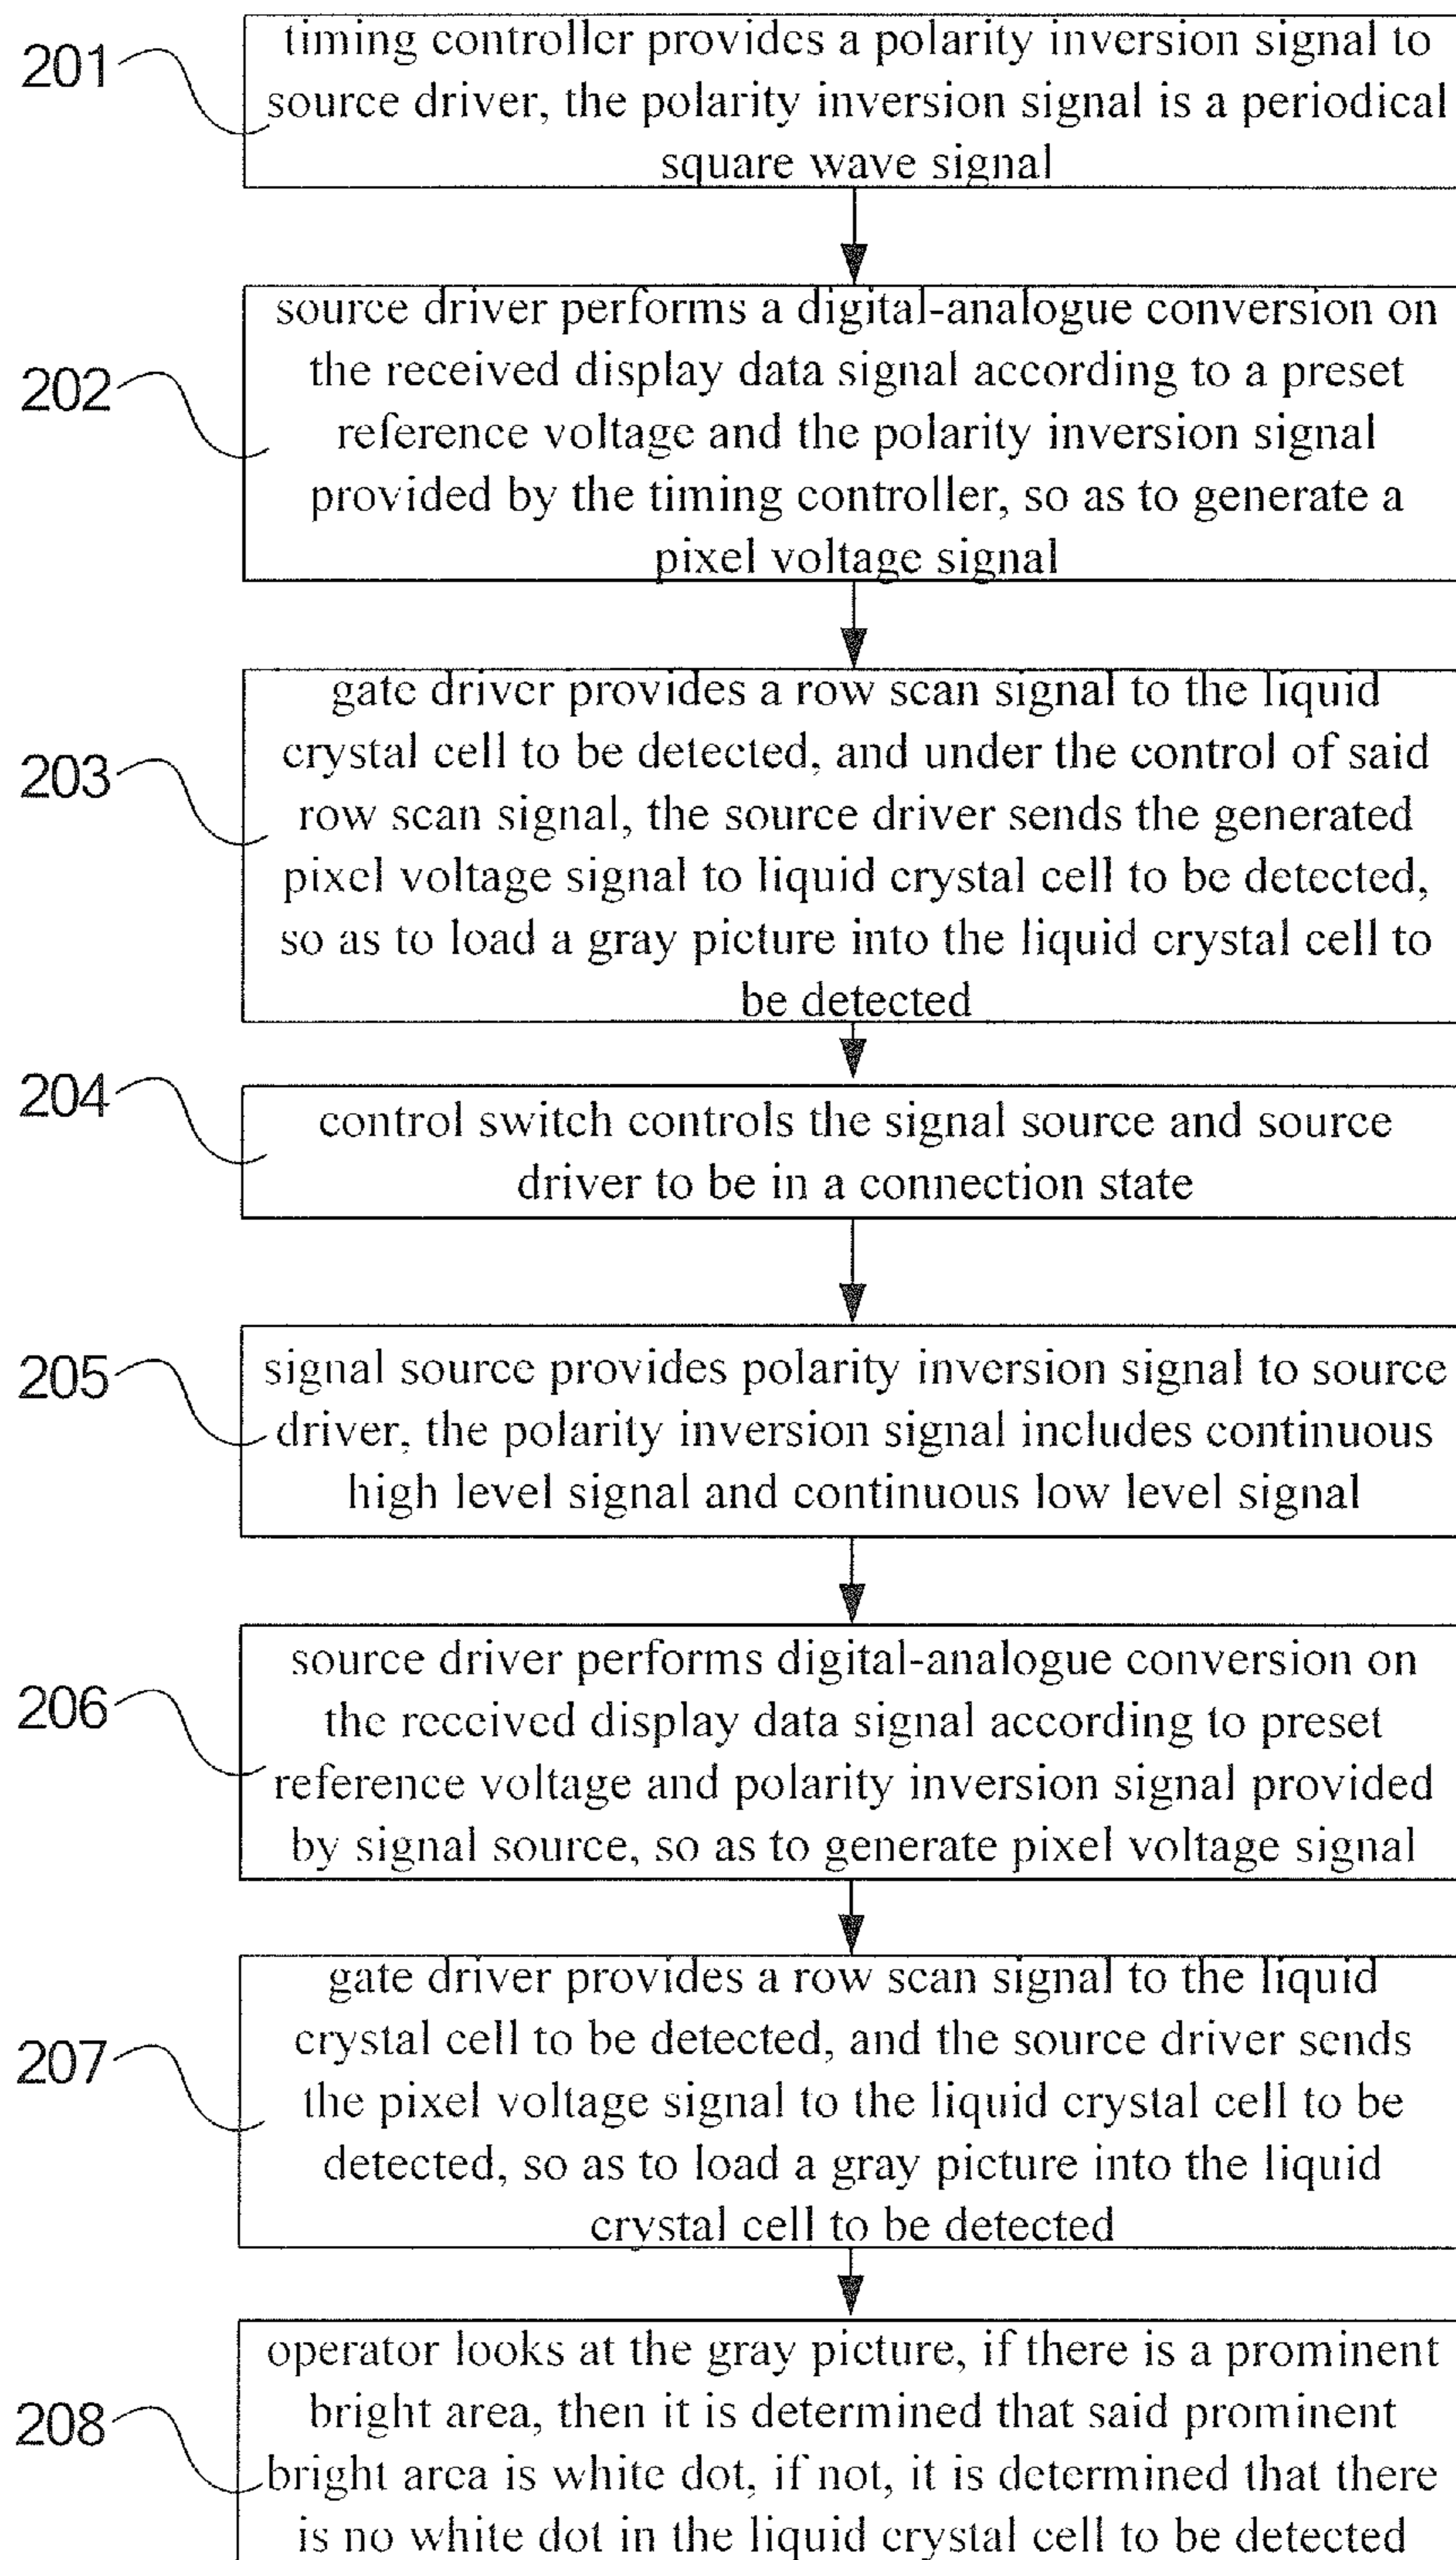 201
timing controller provides a polarity inversion signal to
source driver, the polarity inversion signal is a periodical
square wave signal
202
source driver performs a digital-analogue conversion on
the received display data signal according to a preset
reference voltage and the polarity inversion signal
provided by the timing controller, so as to generate a
pixel voltage signal
203
gate driver provides a row scan signal to the liquid
crystal cell to be detected, and under the control of said
row scan signal, the source driver sends the generated
pixel voltage signal to liquid crystal cell to be detected,
so as to load a gray picture into the liquid crystal cell to
be detected
204
control switch controls the signal source and source
driver to be in a connection state
205
signal source provides polarity inversion signal to source
driver, the polarity inversion signal includes continuous
high level signal and continuous low level signal
206
source driver performs digital-analogue conversion on
the received display data signal according to preset
reference voltage and polarity inversion signal provided
by signal source, so as to generate pixel voltage signal
207
gate driver provides a row scan signal to the liquid
crystal cell to be detected, and the source driver sends
the pixel voltage signal to the liquid crystal cell to be
detected, so as to load a gray picture into the liquid
crystal cell to be detected
208
operator looks at the gray picture, if there is a prominent
bright area, then it is determined that said prominent
bright area is white dot, if not, it is determined that there
is no white dot in the liquid crystal cell to be detected